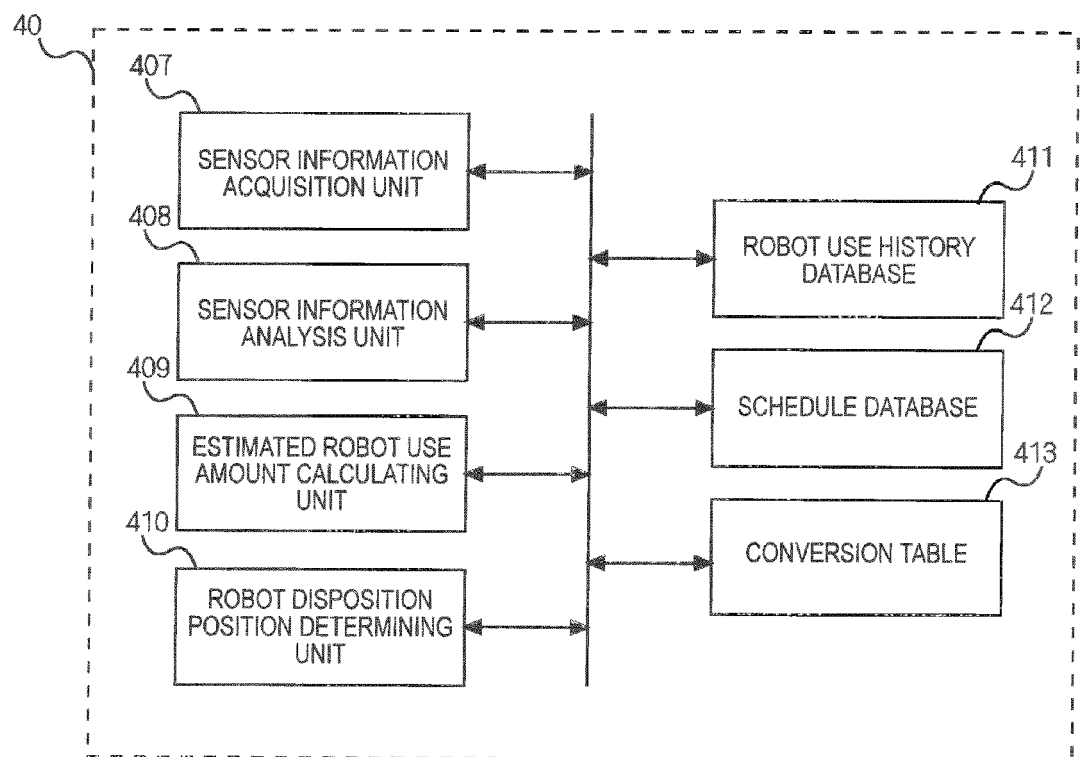 40
407
SENSOR INFORMATION
ACQUISITION UNIT
408
SENSOR INFORMATION
ANALYSIS UNIT
409
ESTIMATED ROBOT USE
AMOUNT CALCULATING
UNIT
410
ROBOT DISPOSITION
POSITION DETERMINING
UNIT
411
ROBOT USE HISTORY
DATABASE
412
SCHEDULE DATABASE
413
CONVERSION TABLE